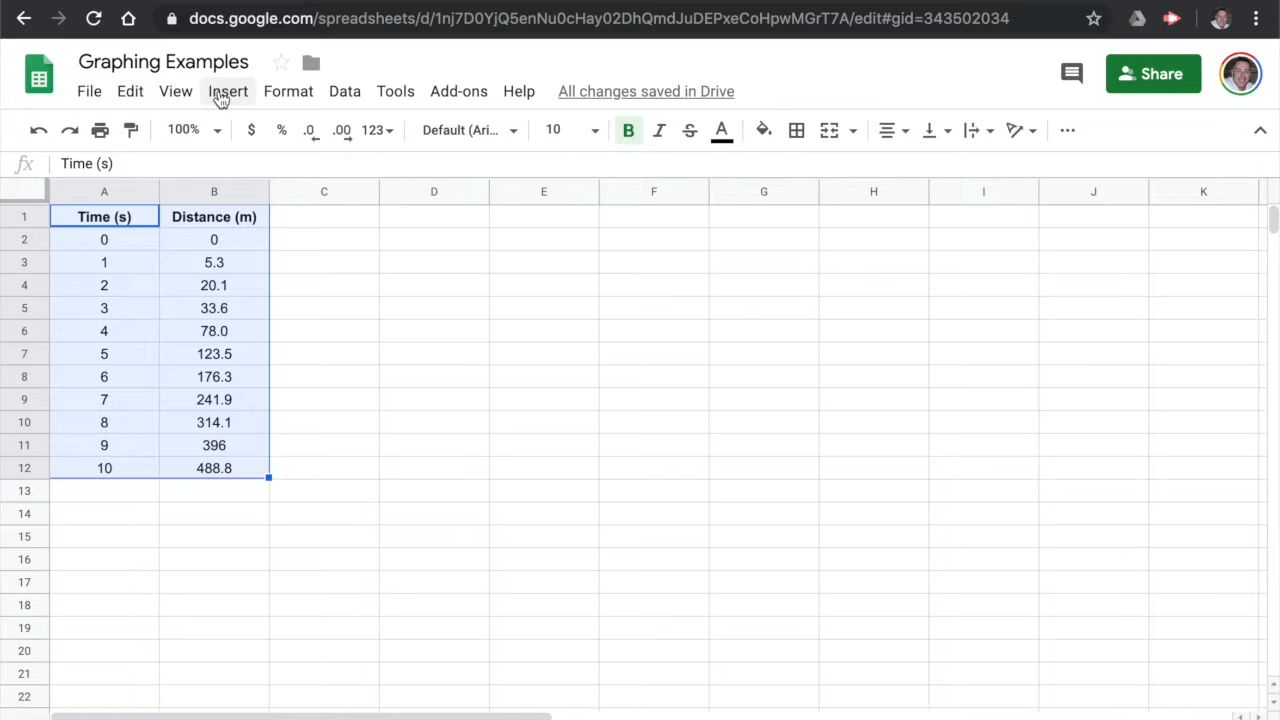 docs.google.com/spreadsheets/d/1nj7D0YjQ5enNu0cHay02DhQmdJuDEPxeCoHpwMGrT7A/edit#gid=343502034
Graphing Examples
Share
File Edit View Insert Format Data Tools Add-ons Help All changes saved in Drive
100% $ % .0 .00 123 Default (Ari... 10 B I S A
fx Time (s)
A B C D E F G H I J K
1 Time (s) Distance (m)
2 0 0
3 1 5.3
4 2 20.1
5 3 33.6
6 4 78.0
7 5 123.5
8 6 176.3
9 7 241.9
10 8 314.1
11 9 396
12 10 488.8
13
14
15
16
17
18
19
20
21
22